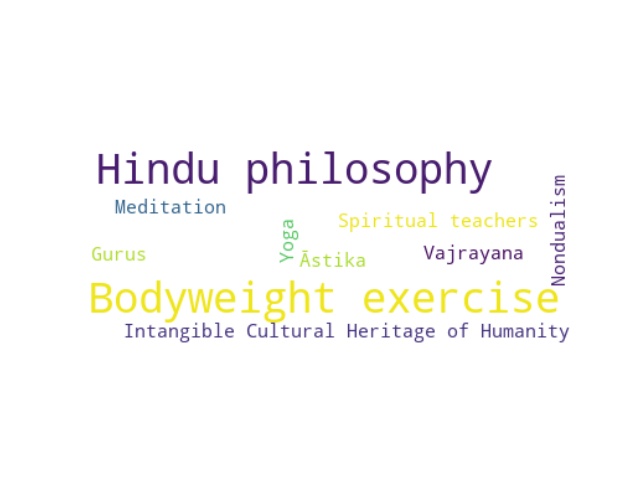 Hindu philosophy
Meditation
Spiritual teachers
Nondualism
Yoga
Gurus
Āstika
Vajrayana
Bodyweight exercise
Intangible Cultural Heritage of Humanity